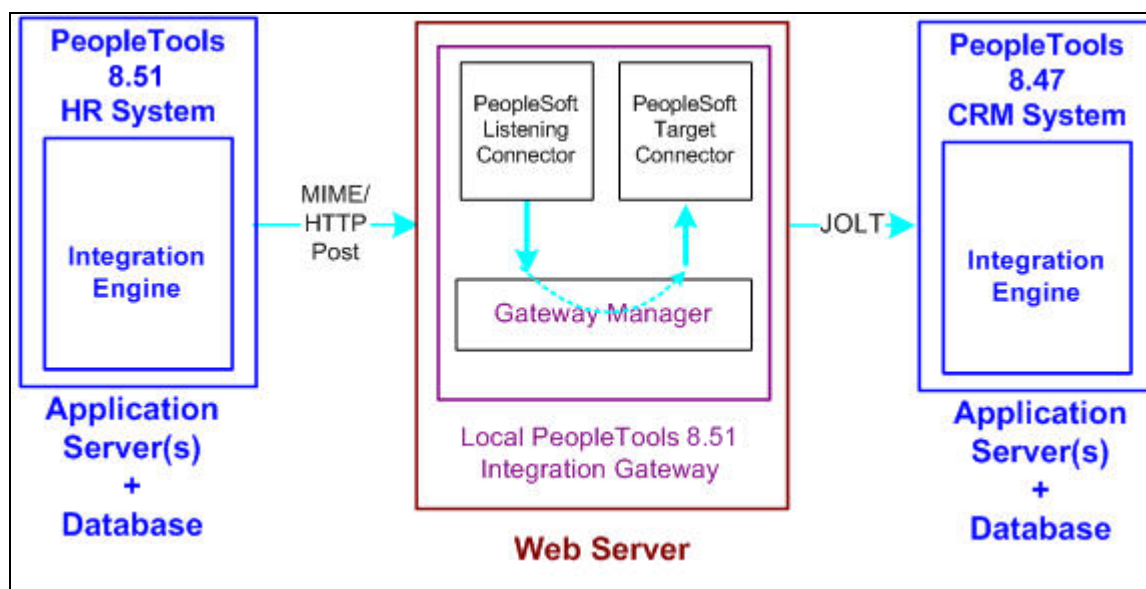 PeopleTools
8.51
HR System
Integration
Engine
Application
Server(s)
+
Database
MIME/
HTTP
Post
PeopleSoft
Listening
Connector
PeopleSoft
Target
Connector
Gateway Manager
Local PeopleTools 8.51
Integration Gateway
Web Server
JOLT
PeopleTools
8.47
CRM System
Integration
Engine
Application
Server(s)
+
Database